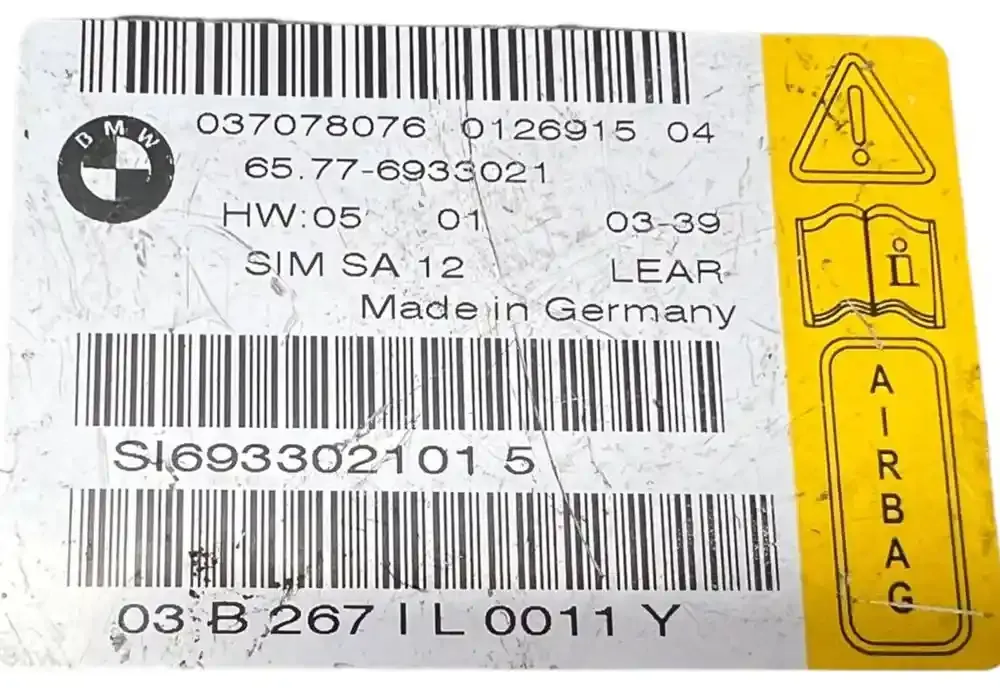 BMW
037078076 0126915 04
65.77-6933021
HW:05 01 03-39
SIM SA 12 LEAR
Made in Germany
SI693302101 5
03 B 267 I L 0011 Y
i
AIRBAG